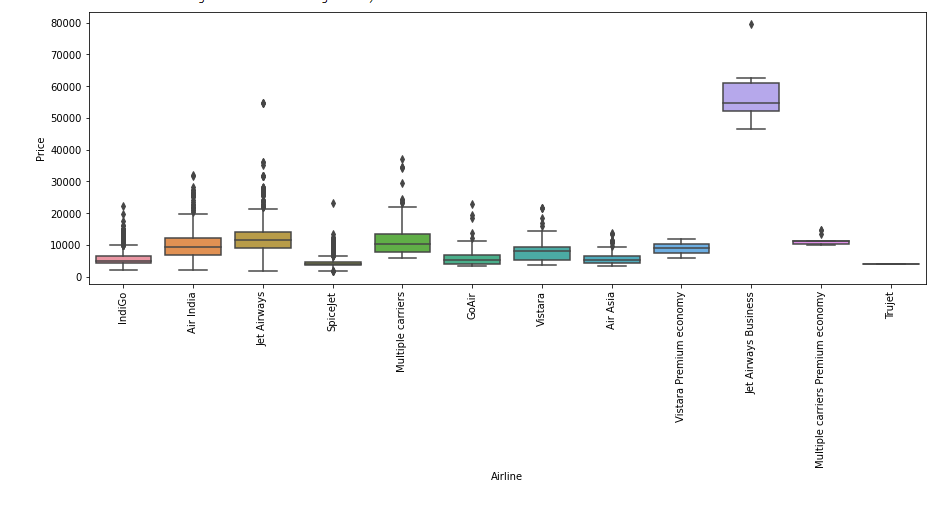 80000
70000
60000
50000
40000
30000
20000
10000
0
Price
IndiGo
Air India
Jet Airways
SpiceJet
Multiple carriers
GoAir
Vistara
Air Asia
Vistara Premium economy
Jet Airways Business
Multiple carriers Premium economy
Trujet
Airline